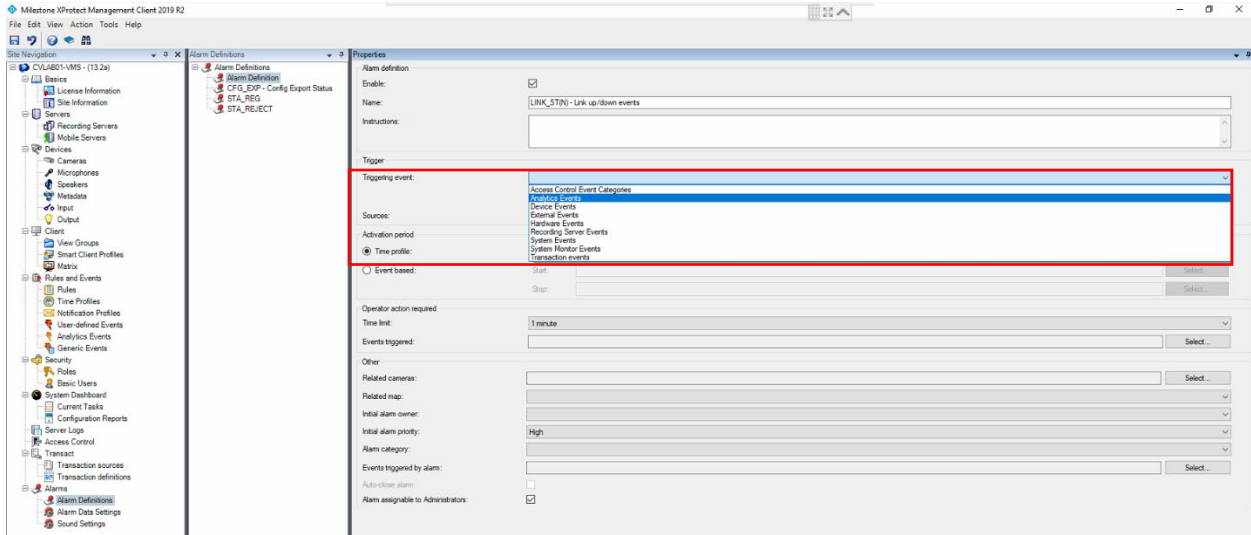 Milestone XProtect Management Client 2019 R2
File Edit View Action Tools Help
Site Navigation
CVLAB01-VMS - (13.2a)
Basics
License Information
Site Information
Servers
Recording Servers
Mobile Servers
Devices
Cameras
Microphones
Speakers
Metadata
Input
Output
Client
View Groups
Smart Client Profiles
Matrix
Rules and Events
Rules
Time Profiles
Notification Profiles
User-defined Events
Analytics Events
Generic Events
Security
Roles
Basic Users
System Dashboard
Current Tasks
Configuration Reports
Server Logs
Access Control
Transact
Transaction sources
Transaction definitions
Alarms
Alarm Definitions
Alarm Data Settings
Sound Settings
Alarm Definitions
Alarm Definitions
Alarm Definition
CFG_EXP - Config Export Status
STA_REG
STA_REJECT
Properties
Alarm definition
Enable:
Name: LINK_ST(N) - Link up/down events
Instructions:
Trigger
Triggering event:
Access Control Event Categories
Analytics Events
Device Events
External Events
Hardware Events
Recording Server Events
System Events
System Monitor Events
Transaction events
Sources:
Activation period
Time profile:
Event based: Start: Select...
Stop: Select...
Operator action required
Time limit: 1 minute
Events triggered: Select...
Other
Related cameras: Select...
Related map:
Initial alarm owner:
Initial alarm priority: High
Alarm category:
Events triggered by alarm: Select...
Auto-close alarm:
Alarm assignable to Administrators: